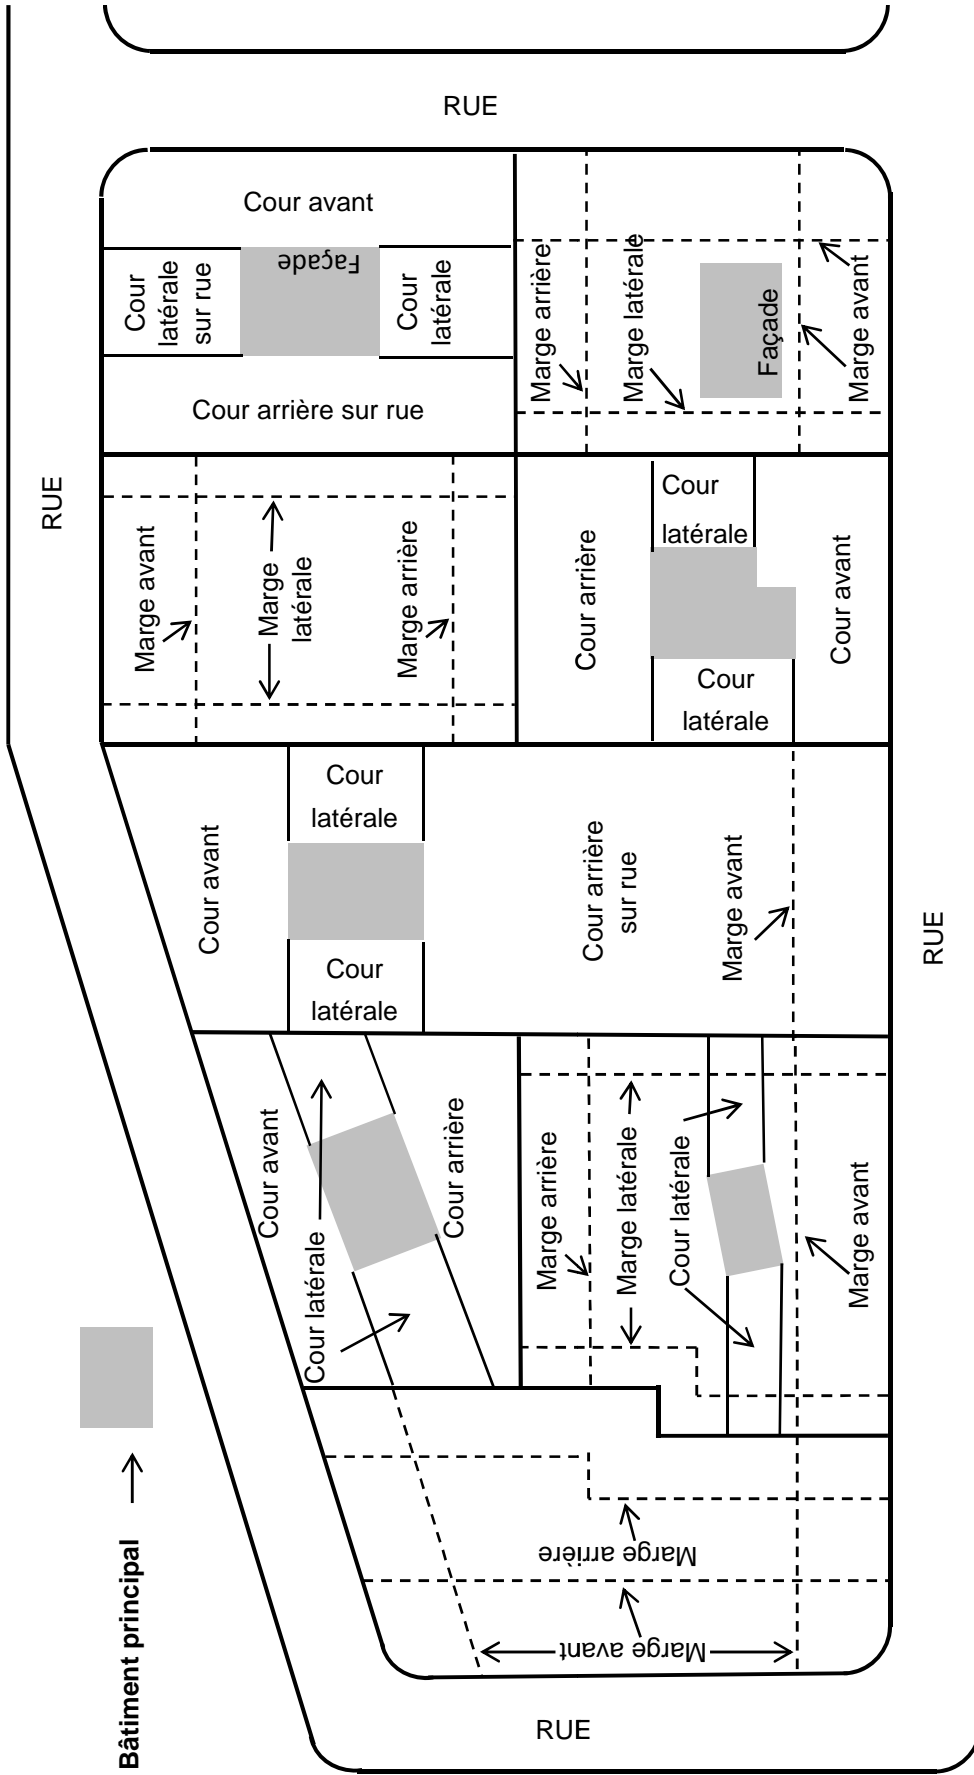 RUE
Cour avant
Façade
Cour
latérale
sur rue
Cour
latérale
Cour arrière sur rue
Marge arrière
Marge latérale
Façade
Marge avant
RUE
Marge avant
Marge
latérale
Marge arrière
Cour arrière
Cour
latérale
Cour
latérale
Cour avant
Cour avant
Cour
latérale
Cour
latérale
Cour arrière
sur rue
Marge avant
RUE
Cour avant
Cour latérale
Cour arrière
Marge arrière
Marge latérale
Cour latérale
Marge avant
Marge arrière
Marge avant
Bâtiment principal
RUE